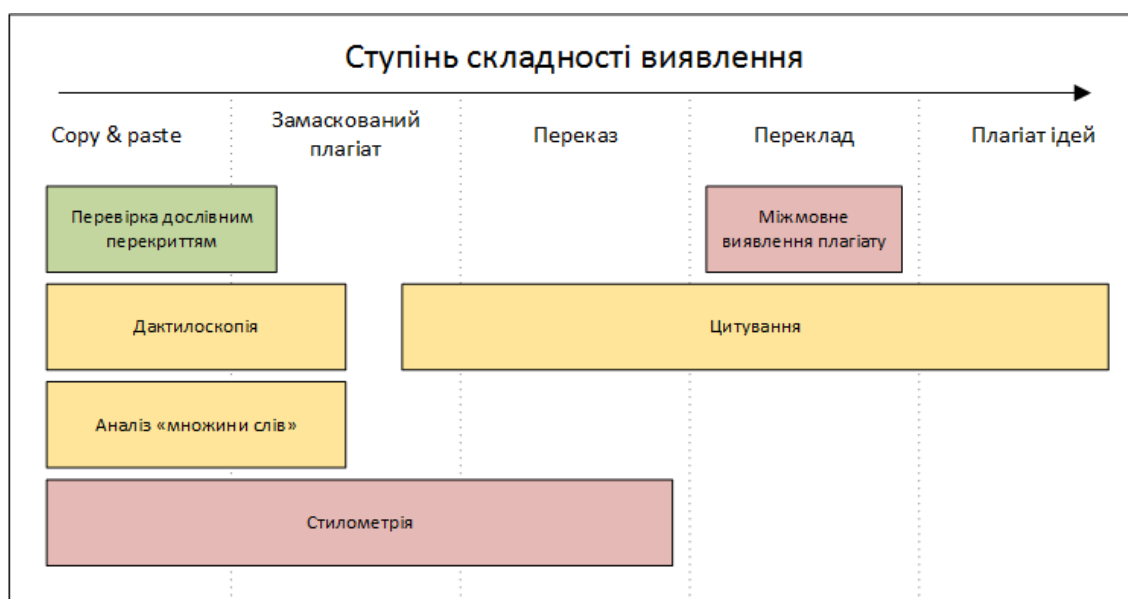 Ступінь складності виявлення
Copy & paste
Замаскований
плагіат
Переказ
Переклад
Плагіат ідей
Перевірка дослівним
перекриттям
Міжмовне
виявлення плагіату
Дактилоскопія
Цитування
Аналіз «множини слів»
Стилометрія